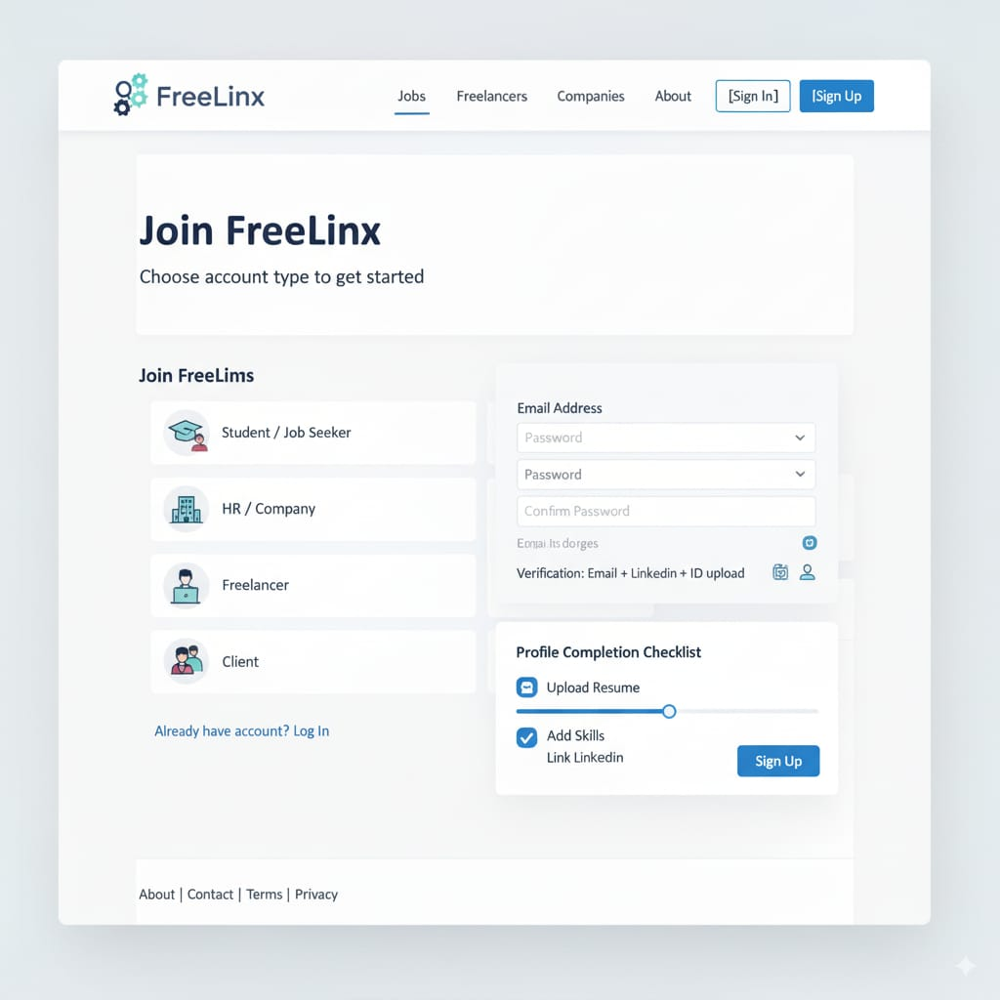 FreeLinx
Jobs Freelancers Companies About [Sign In] [Sign Up
Join FreeLinx
Choose account type to get started
Join FreeLims
Student / Job Seeker
HR / Company
Freelancer
Client
Already have account? Log In
Email Address
Password
Password
Confirm Password
Verification: Email + Linkedin + ID upload
Profile Completion Checklist
Upload Resume
Add Skills
Link Linkedin
Sign Up
About | Contact | Terms | Privacy